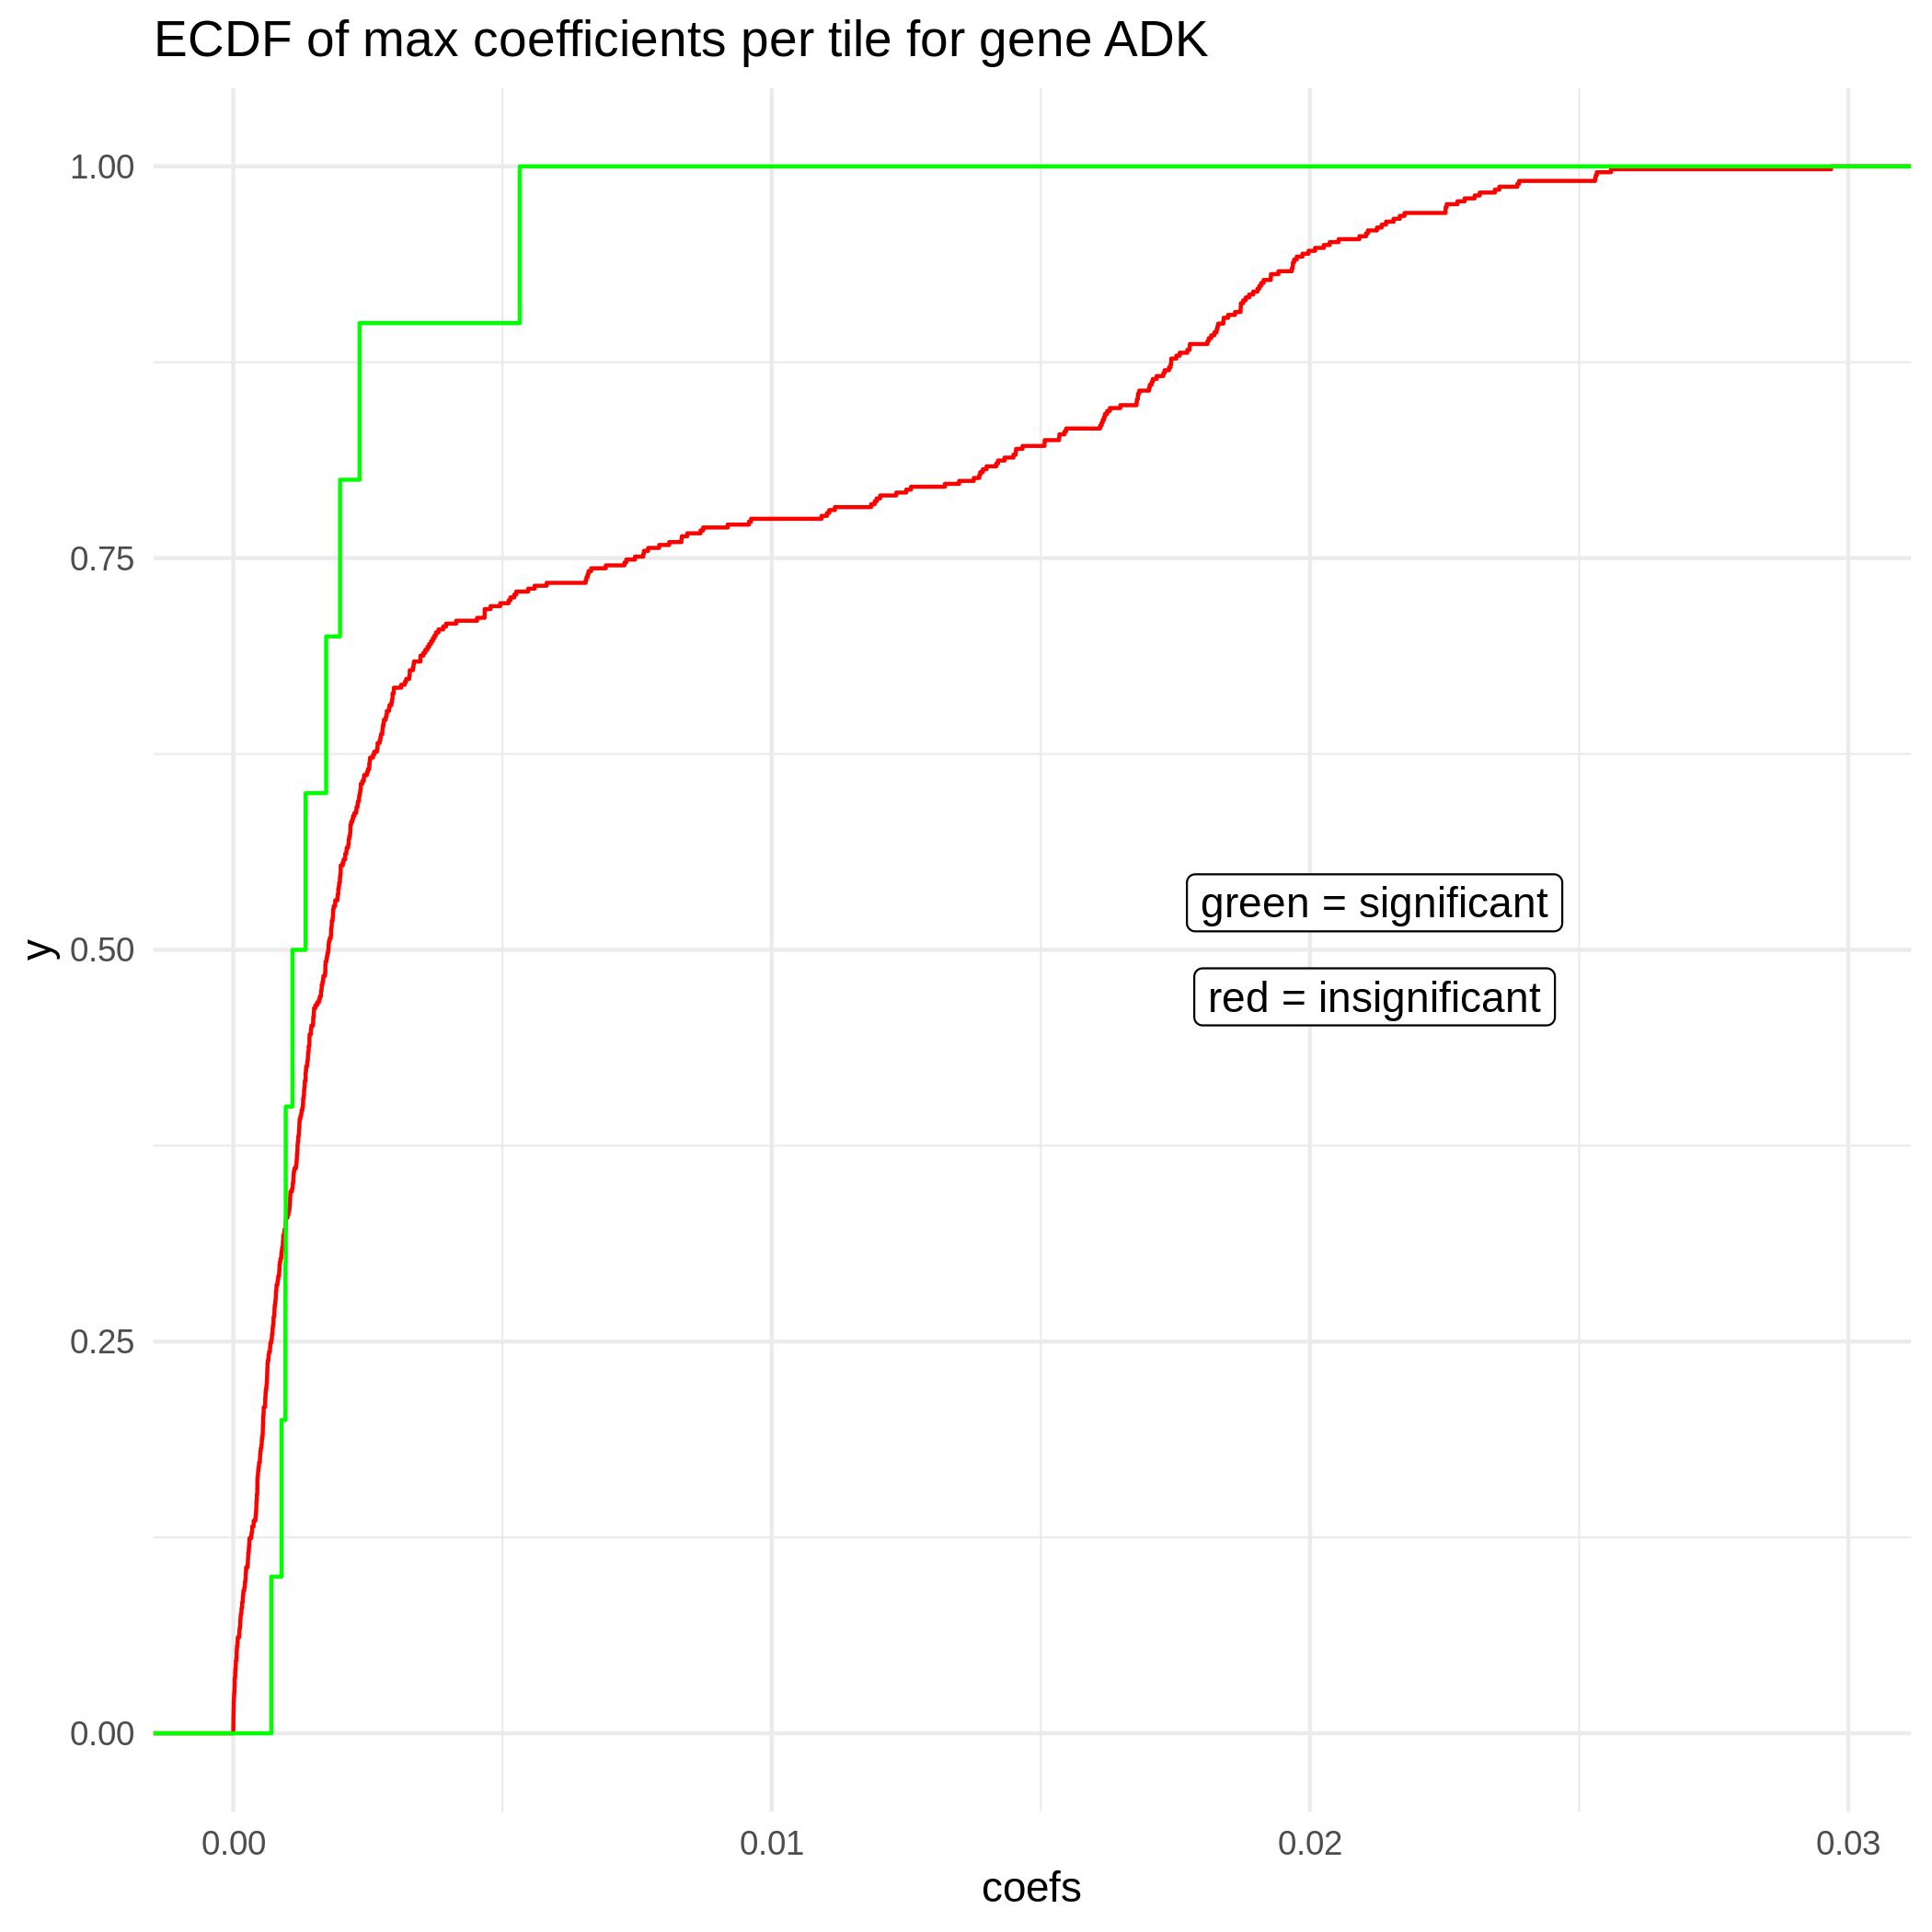 ECDF of max coefficients per tile for gene ADK
1.00
0.75
0.50
0.25
0.00
y
green = significant
red = insignificant
0.00 0.01 0.02 0.03
coefs